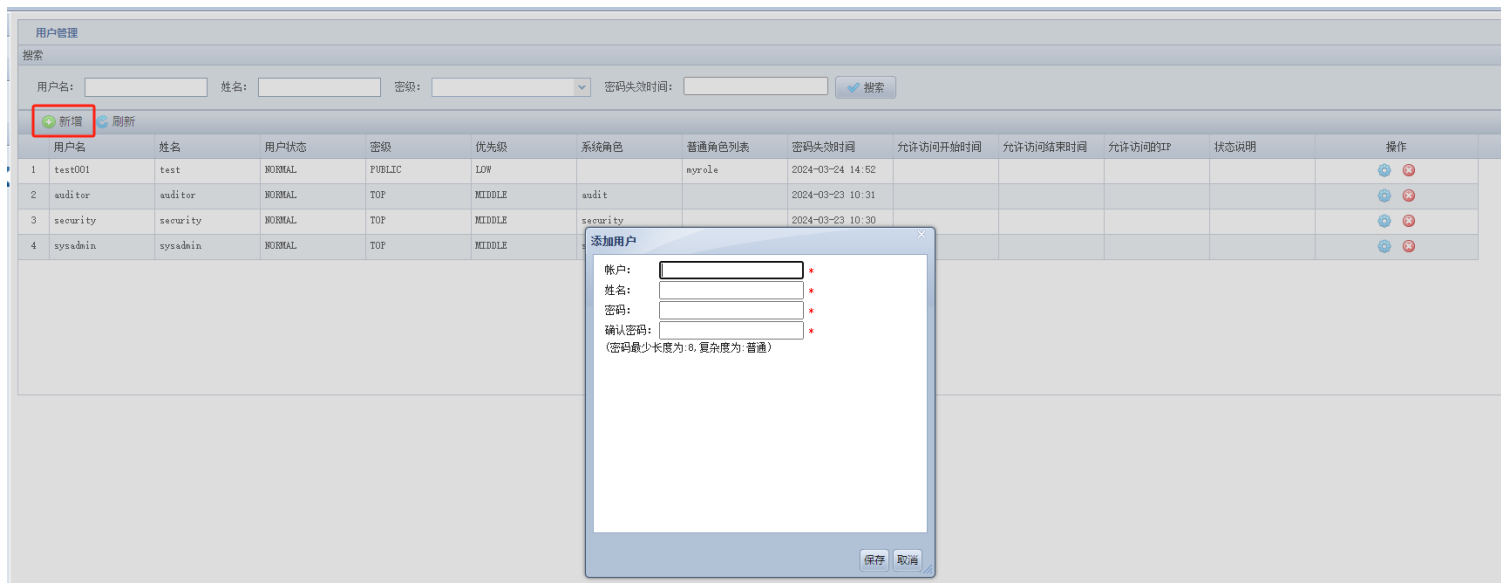 用户管理
搜索
用户名: 姓名: 密级: 密码失效时间: 搜索
新增 刷新
用户名 姓名 用户状态 密级 优先级 系统角色 普通角色列表 密码失效时间 允许访问开始时间 允许访问结束时间 允许访问的IP 状态说明 操作
1 test001 test NORMAL PUBLIC LOW myrole 2024-03-24 14:52
2 auditor auditor NORMAL TOP MIDDLE audit 2024-03-23 10:31
3 security security NORMAL TOP MIDDLE security 2024-03-23 10:30
4 sysadmin sysadmin NORMAL TOP MIDDLE
添加用户
帐户: *
姓名: *
密码: *
确认密码: *
(密码最少长度为:8,复杂度为:普通)
保存 取消